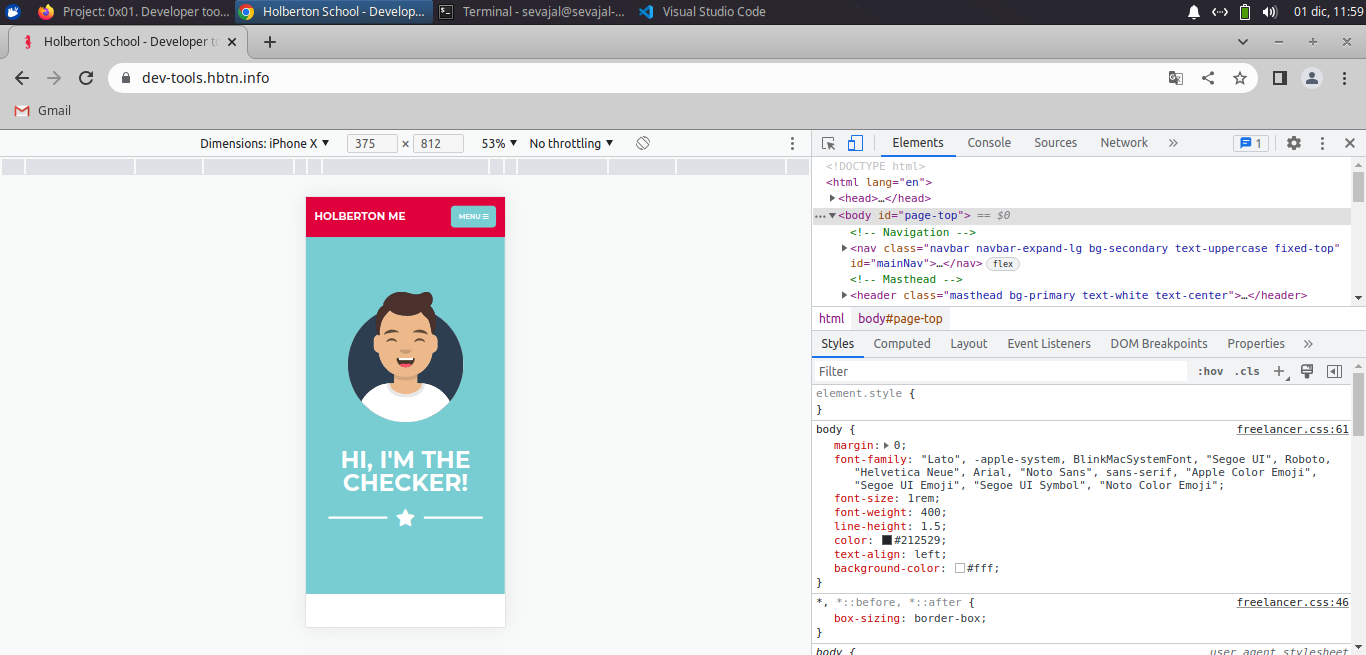 Project: 0x01. Developer too...
Holberton School - Develop...
Terminal - sevajal@sevajal-...
Visual Studio Code
01 dic, 11:59
Holberton School - Developer to
dev-tools.hbtn.info
Gmail
Dimensions: iPhone X ▼ 375 × 812 53% ▼ No throttling ▼
HOLBERTON ME
MENU
HI, I'M THE
CHECKER!
Elements Console Sources Network » 1
<!DOCTYPE html>
<html lang="en">
<head>…</head>
<body id="page-top"> == $0
<!-- Navigation -->
<nav class="navbar navbar-expand-lg bg-secondary text-uppercase fixed-top"
id="mainNav">…</nav> flex
<!-- Masthead -->
<header class="masthead bg-primary text-white text-center">…</header>
html body#page-top
Styles Computed Layout Event Listeners DOM Breakpoints Properties »
Filter :hov .cls +
element.style {
}
body { freelancer.css:61
margin: 0;
font-family: "Lato", -apple-system, BlinkMacSystemFont, "Segoe UI", Roboto,
"Helvetica Neue", Arial, "Noto Sans", sans-serif, "Apple Color Emoji",
"Segoe UI Emoji", "Segoe UI Symbol", "Noto Color Emoji";
font-size: 1rem;
font-weight: 400;
line-height: 1.5;
color: #212529;
text-align: left;
background-color: #fff;
}
*, *::before, *::after { freelancer.css:46
box-sizing: border-box;
}
body { user agent stylesheet